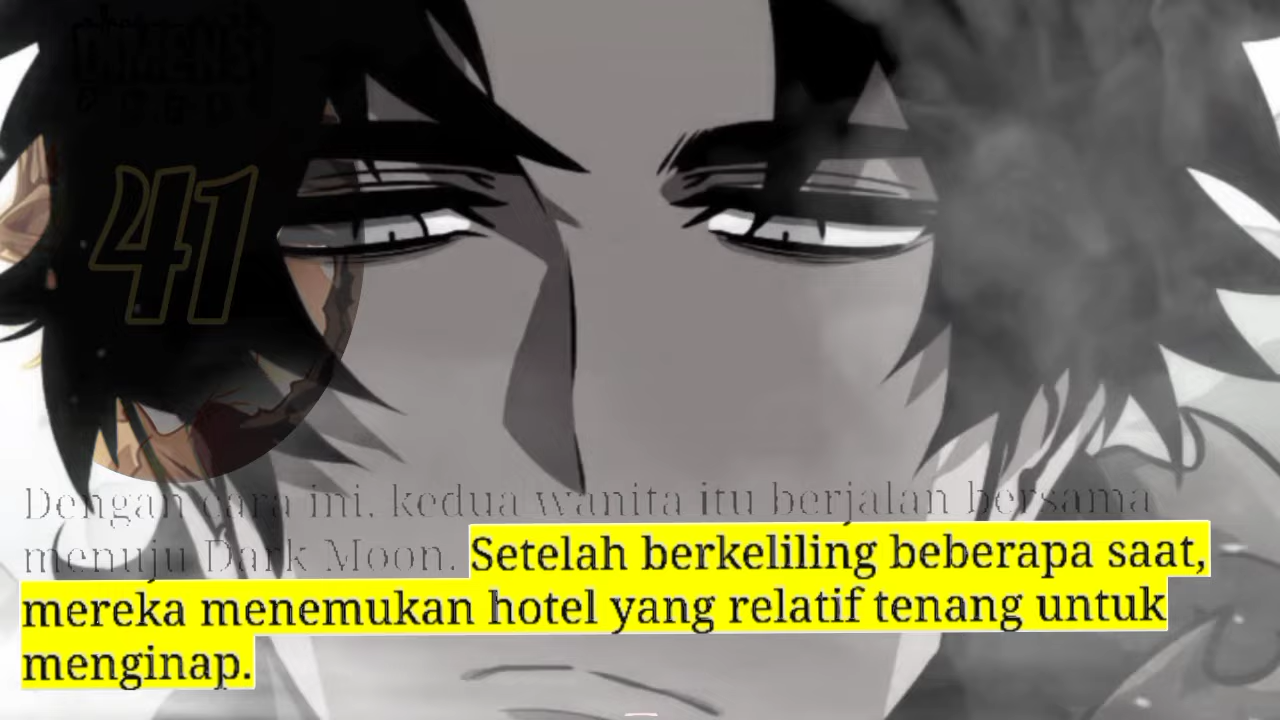 DIMENSI
41
Dengan cara ini, kedua wanita itu berjalan bersama
menuju Dark Moon. Setelah berkeliling beberapa saat,
mereka menemukan hotel yang relatif tenang untuk
menginap.